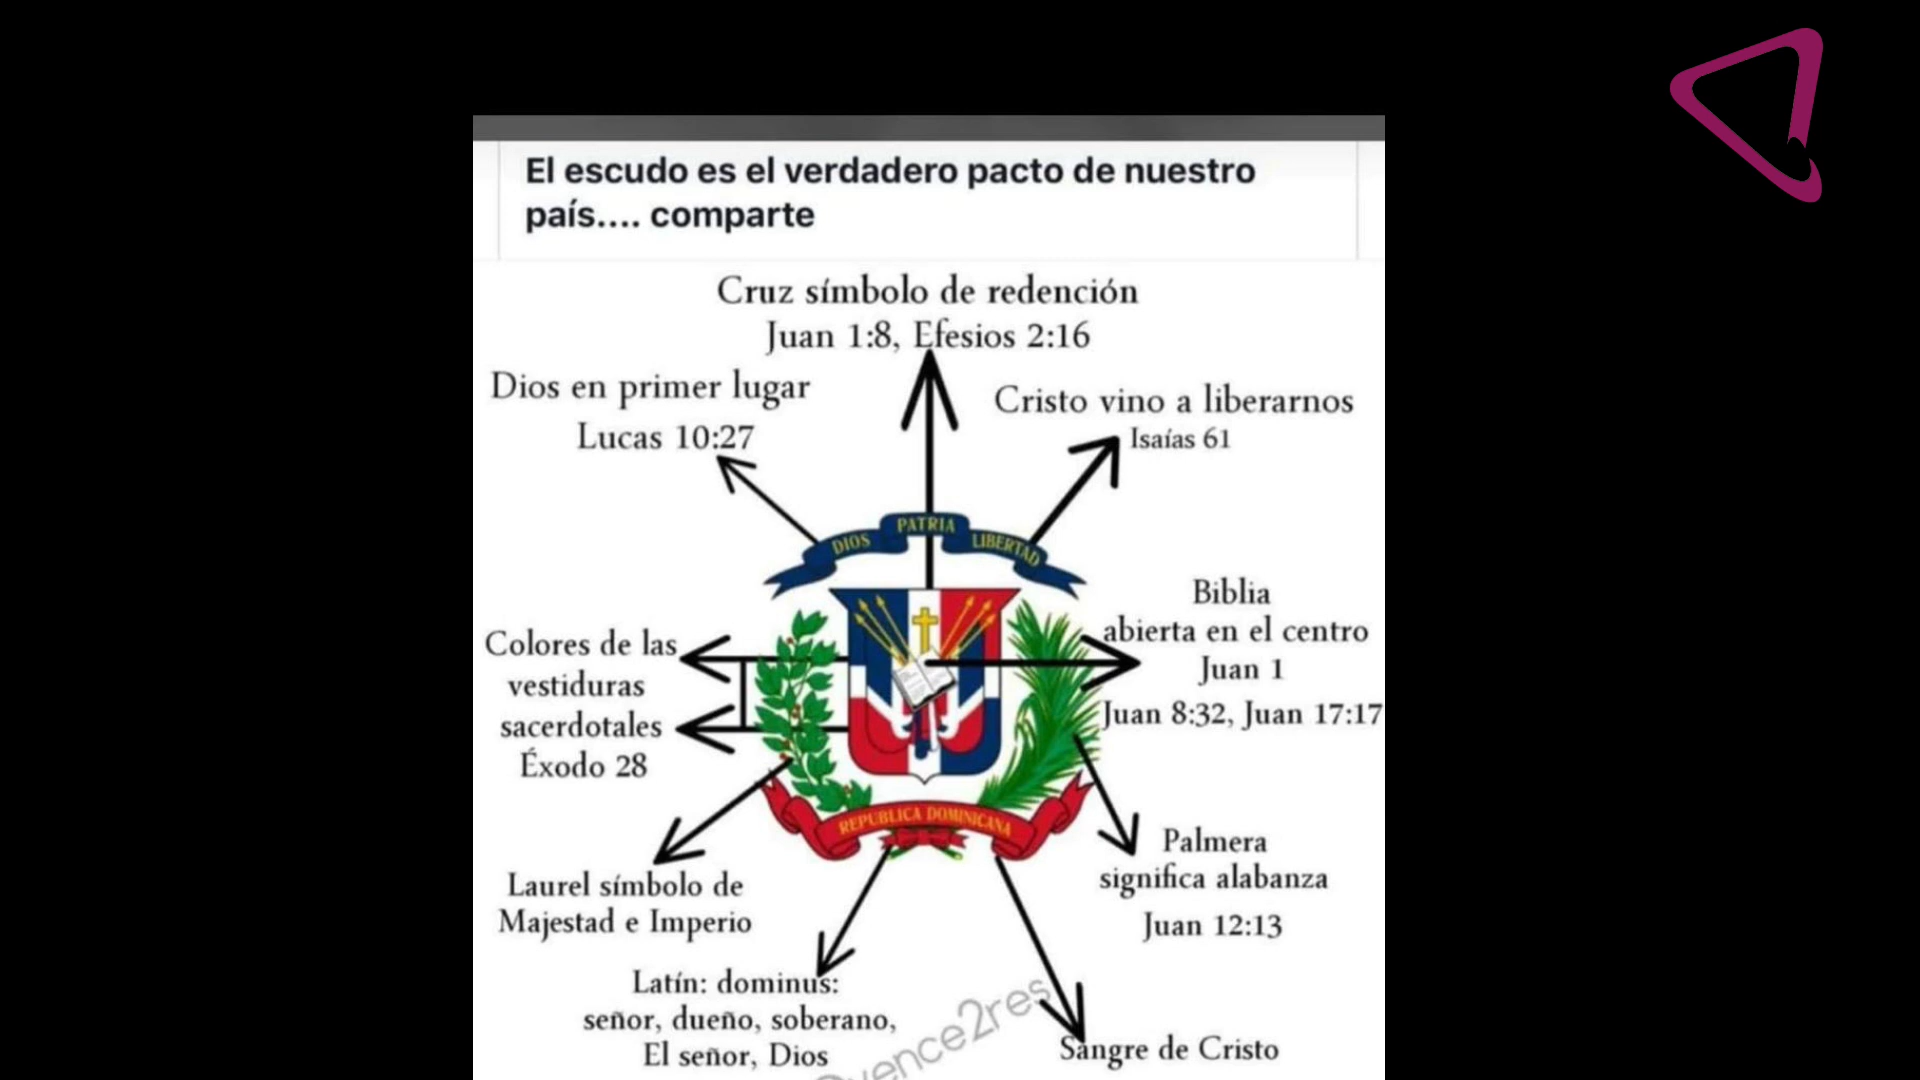 El escudo es el verdadero pacto de nuestro
país.... comparte
Cruz símbolo de redención
Juan 1:8, Efesios 2:16
Dios en primer lugar
Lucas 10:27
Cristo vino a liberarnos
Isaías 61
DIOS PATRIA LIBERTAD
Biblia
abierta en el centro
Juan 1
Juan 8:32, Juan 17:17
Colores de las
vestiduras
sacerdotales
Éxodo 28
REPUBLICA DOMINICANA
Palmera
significa alabanza
Juan 12:13
Laurel símbolo de
Majestad e Imperio
Latín: dominus:
señor, dueño, soberano,
El señor, Dios
Sangre de Cristo